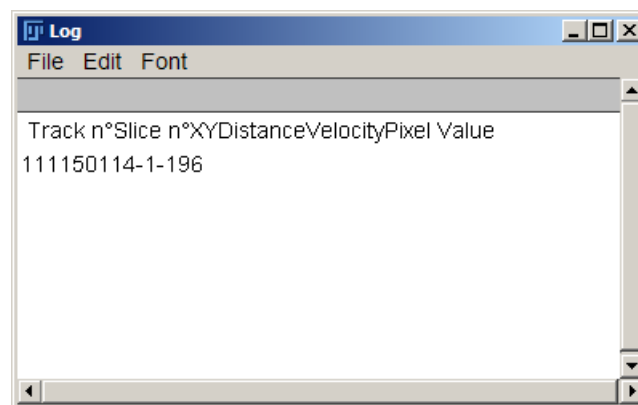 Log
File Edit Font
Track n°Slice n°XYDistanceVelocityPixel Value
111150114-1-196